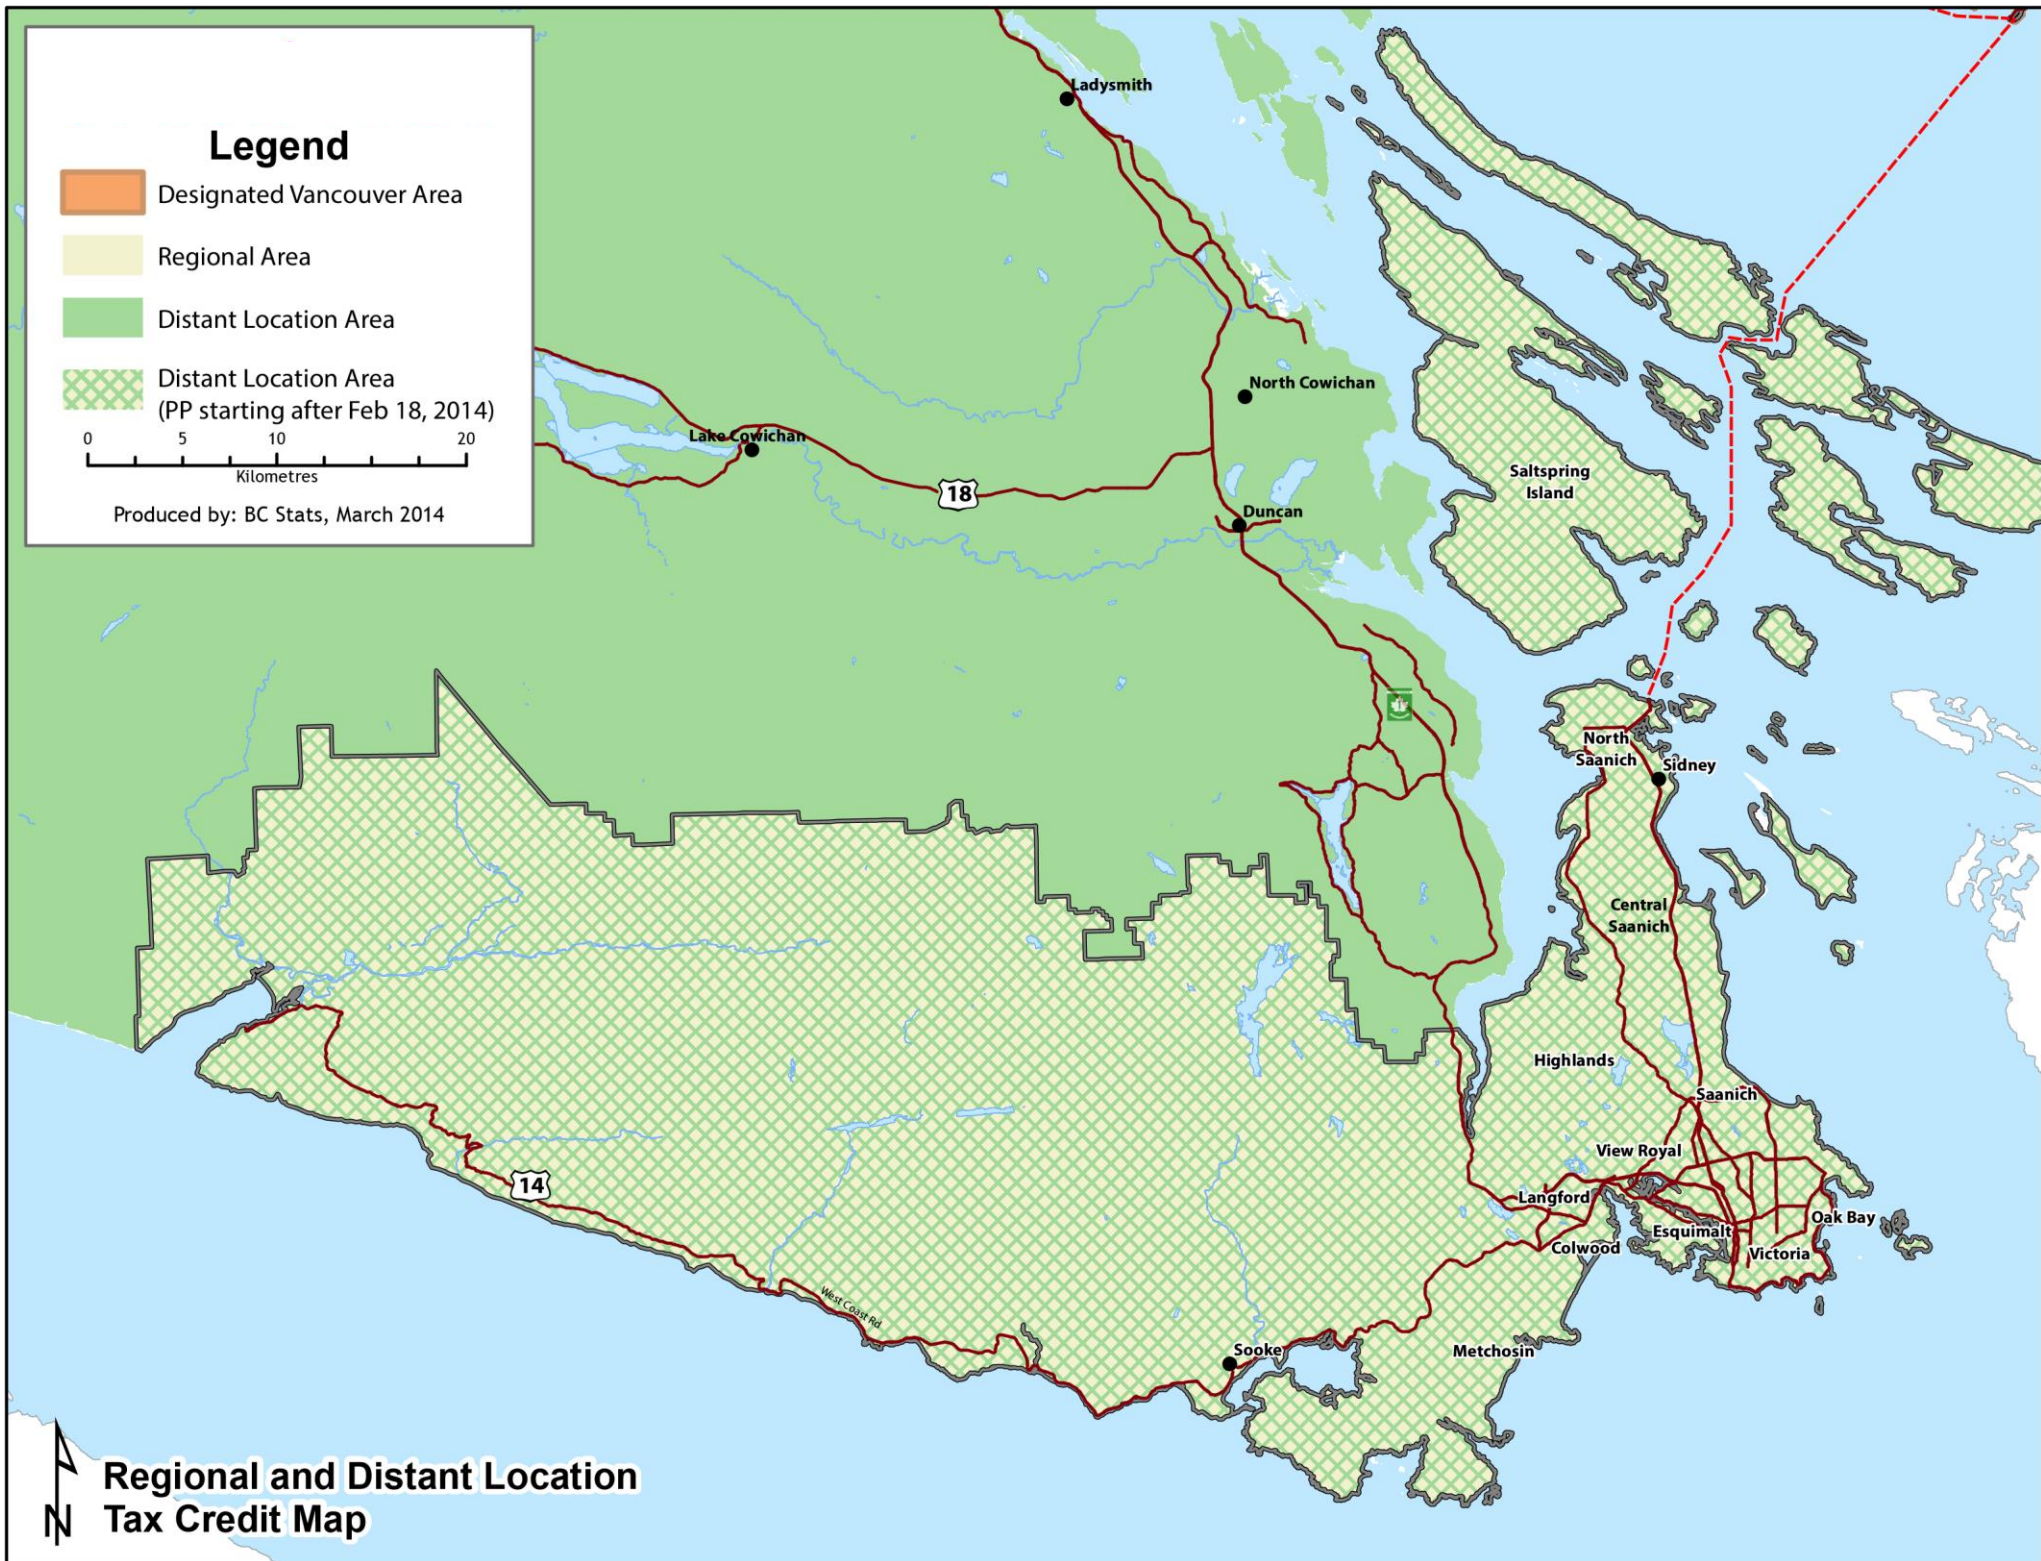 Legend
Designated Vancouver Area
Regional Area
Distant Location Area
Distant Location Area
(PP starting after Feb 18, 2014)
0 5 10 20
Kilometres
Produced by: BC Stats, March 2014
Ladysmith
North Cowichan
Lake Cowichan
18
Duncan
Saltspring
Island
1
North
Saanich
Sidney
Central
Saanich
Highlands
Saanich
View Royal
14
Langford
Oak Bay
Esquimalt
Colwood
Victoria
West Coast Rd
Sooke
Metchosin
N
Regional and Distant Location
Tax Credit Map